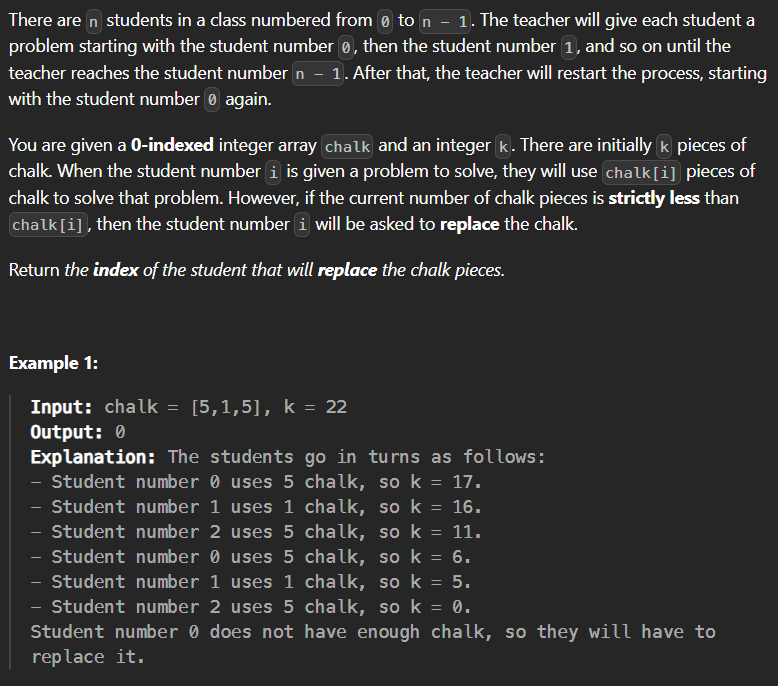 There are n students in a class numbered from 0 to n - 1. The teacher will give each student a
problem starting with the student number 0, then the student number 1, and so on until the
teacher reaches the student number n - 1. After that, the teacher will restart the process, starting
with the student number 0 again.
You are given a 0-indexed integer array chalk and an integer k. There are initially k pieces of
chalk. When the student number i is given a problem to solve, they will use chalk[i] pieces of
chalk to solve that problem. However, if the current number of chalk pieces is strictly less than
chalk[i], then the student number i will be asked to replace the chalk.
Return the index of the student that will replace the chalk pieces.
Example 1:
Input: chalk = [5,1,5], k = 22
Output: 0
Explanation: The students go in turns as follows:
- Student number 0 uses 5 chalk, so k = 17.
- Student number 1 uses 1 chalk, so k = 16.
- Student number 2 uses 5 chalk, so k = 11.
- Student number 0 uses 5 chalk, so k = 6.
- Student number 1 uses 1 chalk, so k = 5.
- Student number 2 uses 5 chalk, so k = 0.
Student number 0 does not have enough chalk, so they will have to
replace it.